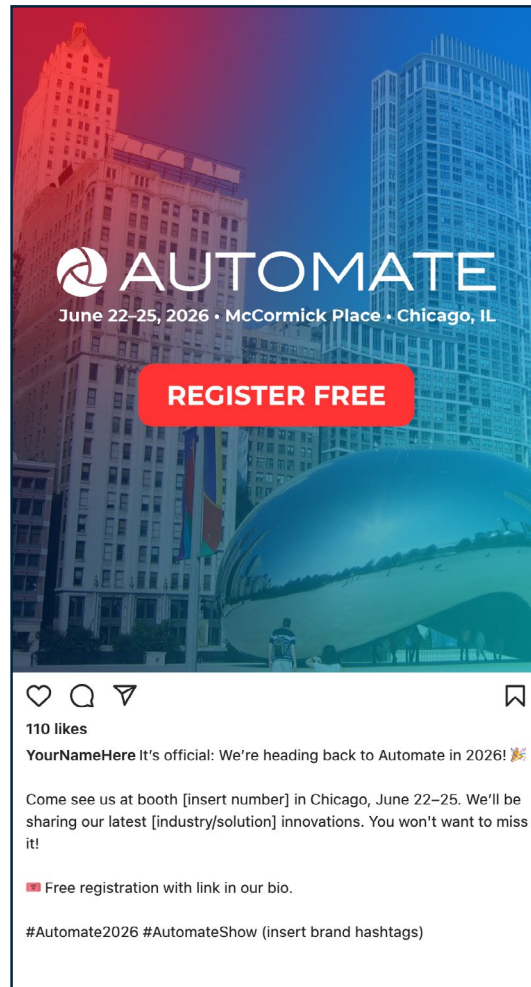 AUTOMATE
June 22–25, 2026 • McCormick Place • Chicago, IL
REGISTER FREE
110 likes
YourNameHere It’s official: We’re heading back to Automate in 2026! 🎉
Come see us at booth [insert number] in Chicago, June 22–25. We’ll be
sharing our latest [industry/solution] innovations. You won't want to miss
it!
🎟️ Free registration with link in our bio.
#Automate2026 #AutomateShow (insert brand hashtags)